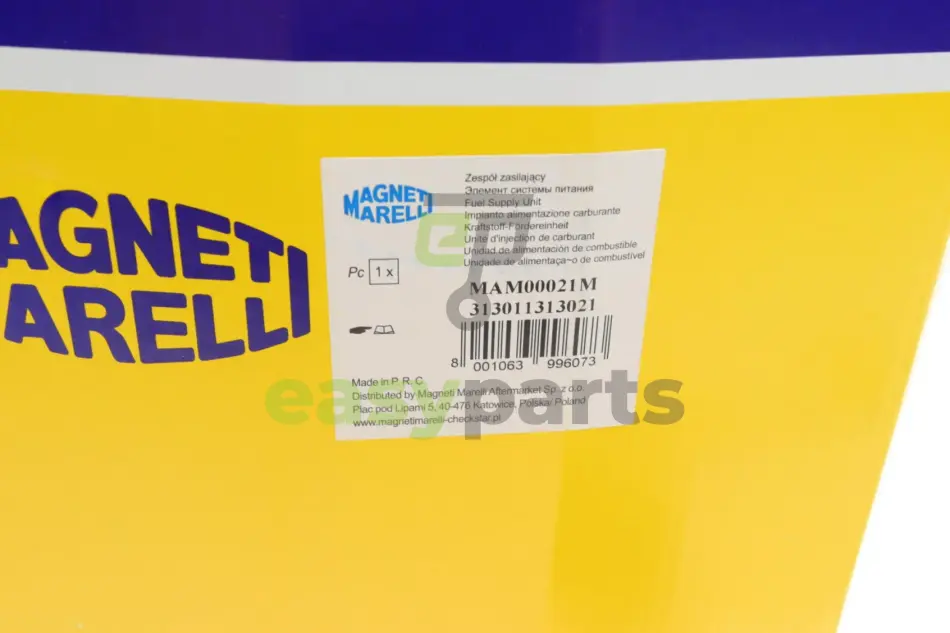 MAGNETI
MARELLI
MAGNETI
MARELLI
Zespół zasilający
Элемент системы питания
Fuel Supply Unit
Impianto alimentazione carburante
Kraftstoff-Fördereinheit
Unité d'injection de carburant
Unidad de alimentación de combustible
Unidade de alimentaça~o de combustível
Pc 1 x
MAM00021M
313011313021
8 001063 996073
Made in P. R. C.
Distributed by Magneti Marelli Aftermarket Sp. z o.o.
Plac pod Lipami 5, 40-476 Katowice, Polska/ Poland
www.magnetimarelli-checkstar.pl
ep
easyparts